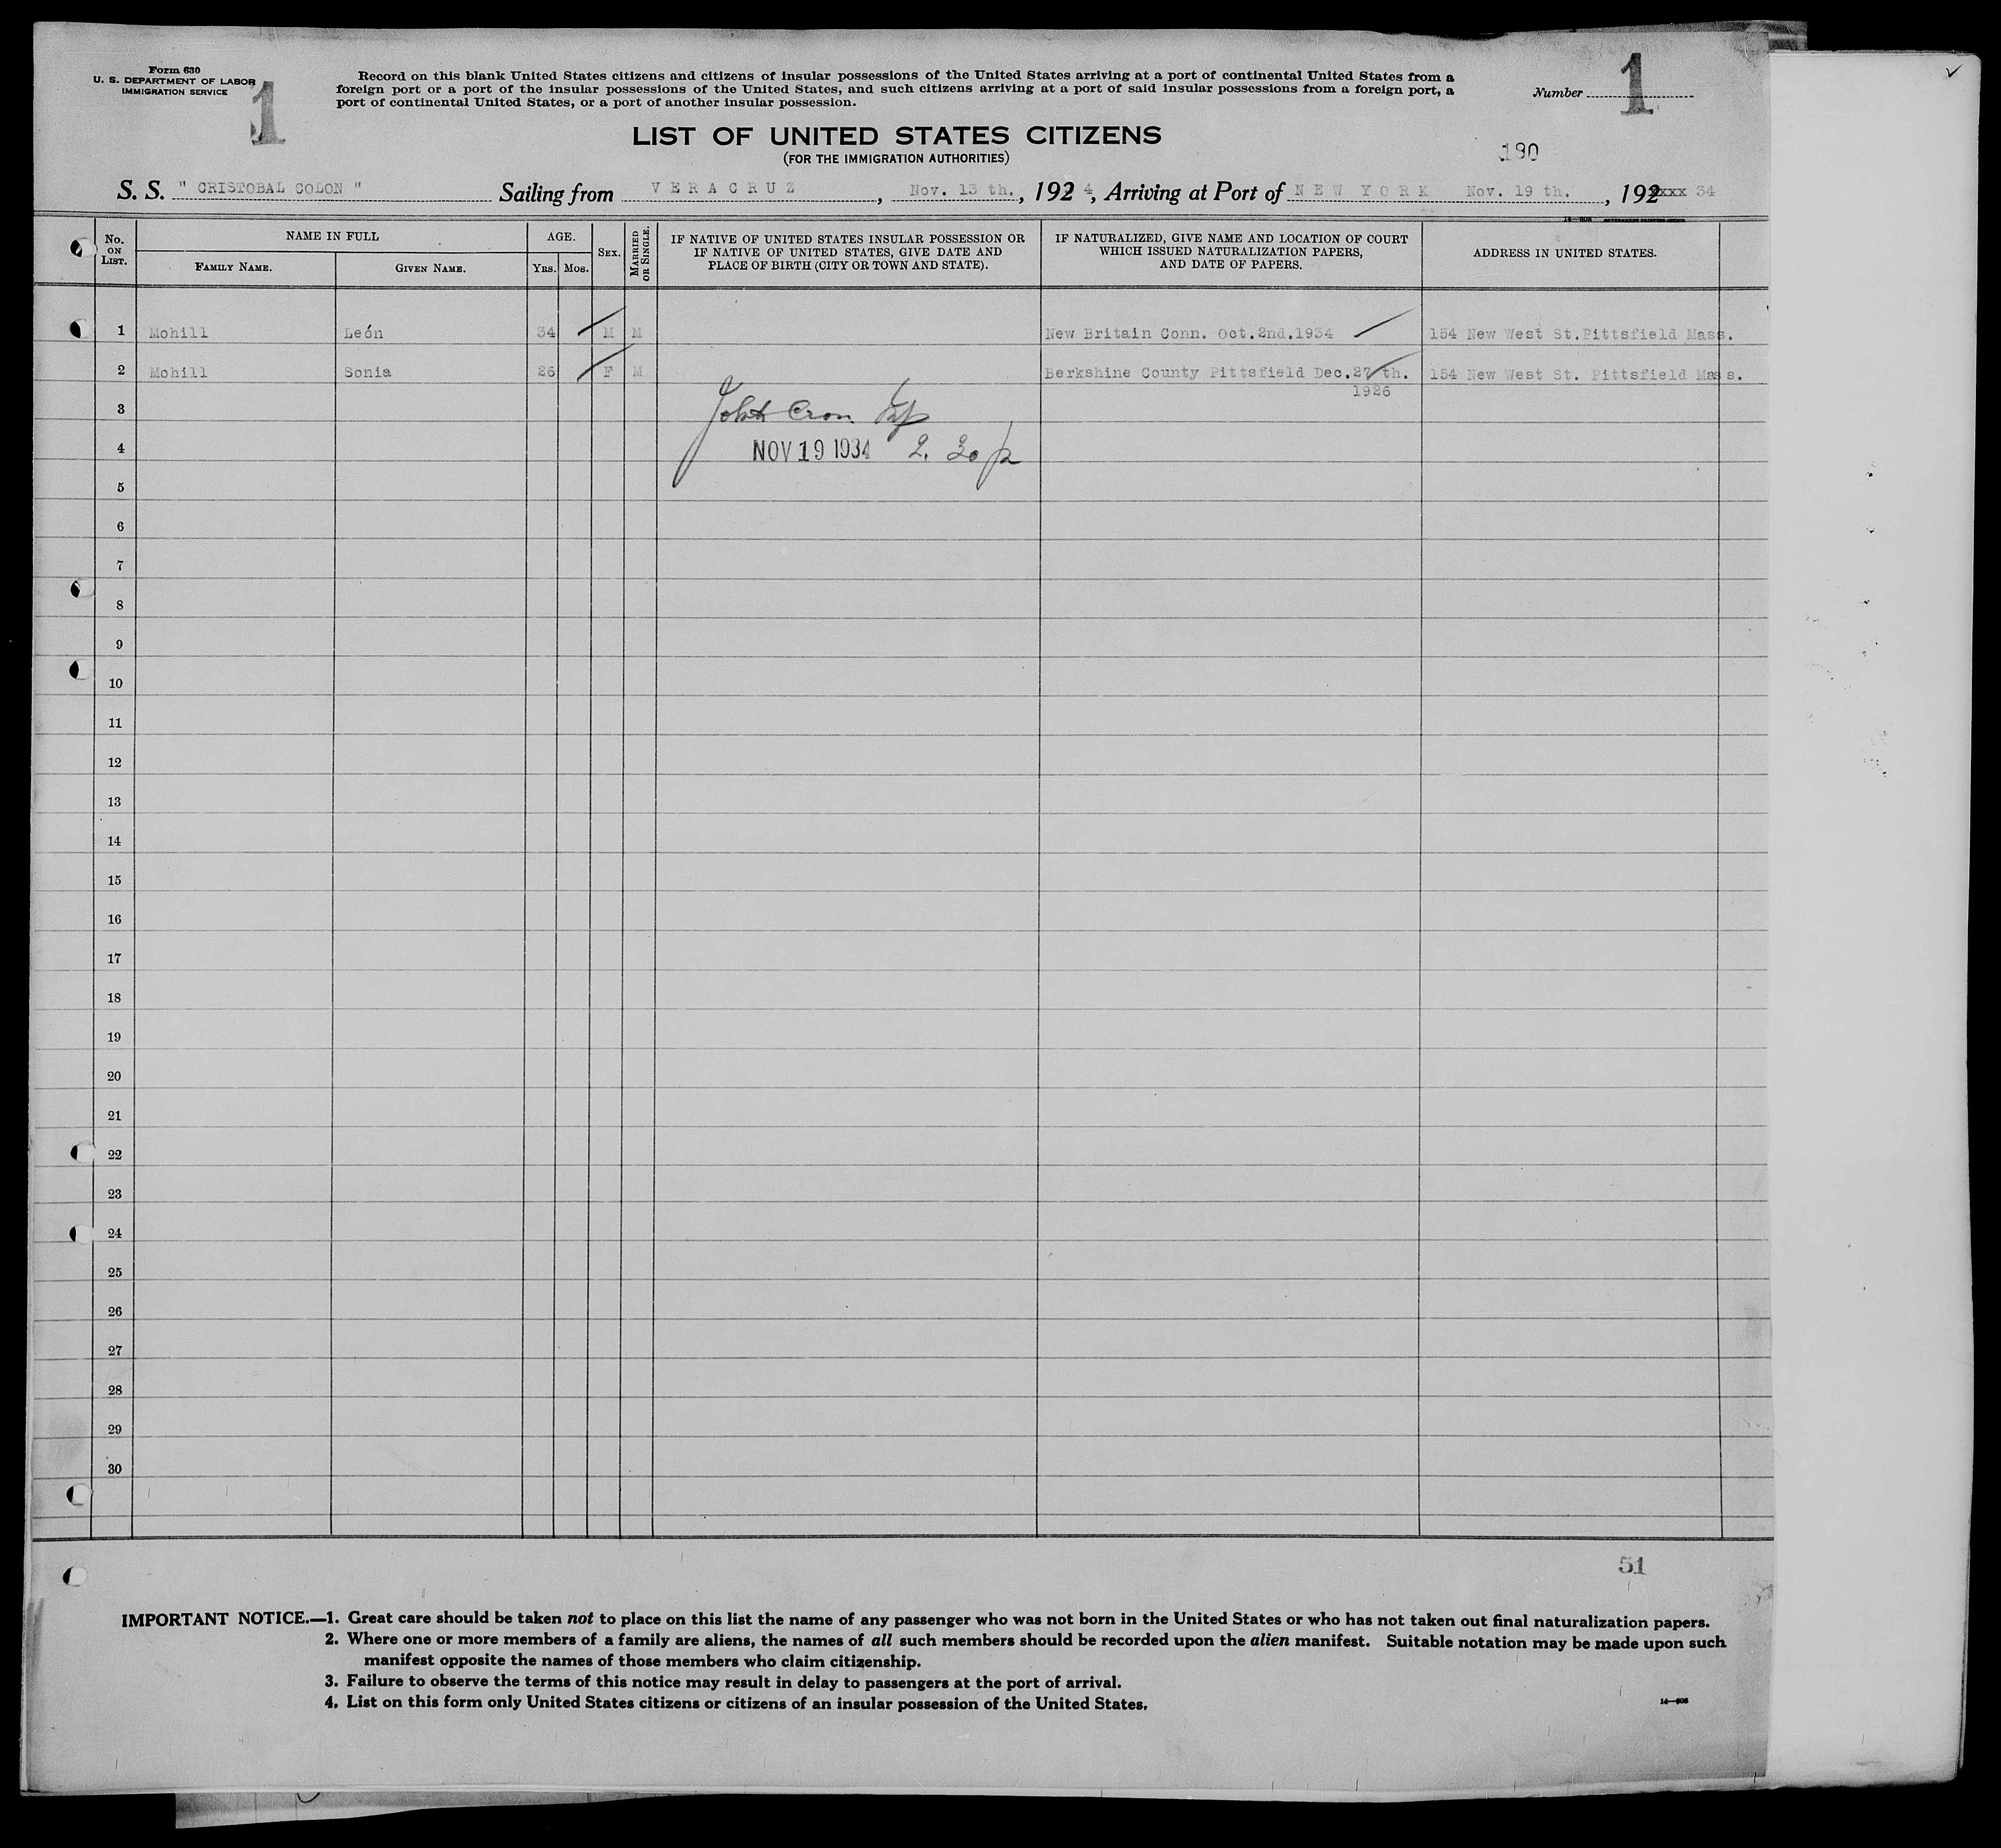 Form 630
U. S. DEPARTMENT OF LABOR
IMMIGRATION SERVICE
1
Record on this blank United States citizens and citizens of insular possessions of the United States arriving at a port of continental United States from a
foreign port or a port of the insular possessions of the United States, and such citizens arriving at a port of said insular possessions from a foreign port, a
port of continental United States, or a port of another insular possession.
Number 1
LIST OF UNITED STATES CITIZENS
(FOR THE IMMIGRATION AUTHORITIES)
190
S. S. " CRISTOBAL COLON " Sailing from VERACRUZ, Nov. 13 th., 192 4, Arriving at Port of NEW YORK Nov. 19 th., 192xxxx 34
No. ON LIST. NAME IN FULL AGE. SEX. MARRIED OR SINGLE. IF NATIVE OF UNITED STATES INSULAR POSSESSION OR IF NATIVE OF UNITED STATES, GIVE DATE AND PLACE OF BIRTH (CITY OR TOWN AND STATE). IF NATURALIZED, GIVE NAME AND LOCATION OF COURT WHICH ISSUED NATURALIZATION PAPERS, AND DATE OF PAPERS. ADDRESS IN UNITED STATES.
FAMILY NAME. GIVEN NAME. YRS. MOS.
1 Mohill León 34 M M New Britain Conn. Oct.2nd.1934 154 New West St.Pittsfield Mass.
2 Mohill Sonia 26 F M Berkshine County Pittsfield Dec.27 th. 154 New West St. Pittsfield Mass.
1926
3
4 NOV 19 1934 2. 30 p
5
6
7
8
9
10
11
12
13
14
15
16
17
18
19
20
21
22
23
24
25
26
27
28
29
30
51
IMPORTANT NOTICE.—1. Great care should be taken not to place on this list the name of any passenger who was not born in the United States or who has not taken out final naturalization papers.
2. Where one or more members of a family are aliens, the names of all such members should be recorded upon the alien manifest. Suitable notation may be made upon such
manifest opposite the names of those members who claim citizenship.
3. Failure to observe the terms of this notice may result in delay to passengers at the port of arrival.
4. List on this form only United States citizens or citizens of an insular possession of the United States.